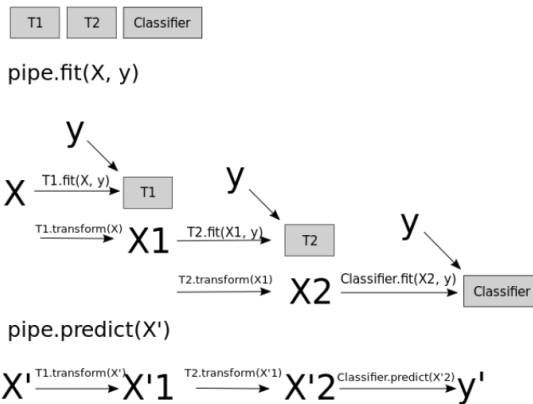 T1 T2 Classifier
pipe.fit(X, y)
y
X T1.fit(X, y) T1
y
T1.transform(X) X1 T2.fit(X1, y) T2
y
T2.transform(X1) X2 Classifier.fit(X2, y) Classifier
pipe.predict(X')
X' T1.transform(X') X'1 T2.transform(X'1) X'2 Classifier.predict(X'2) y'